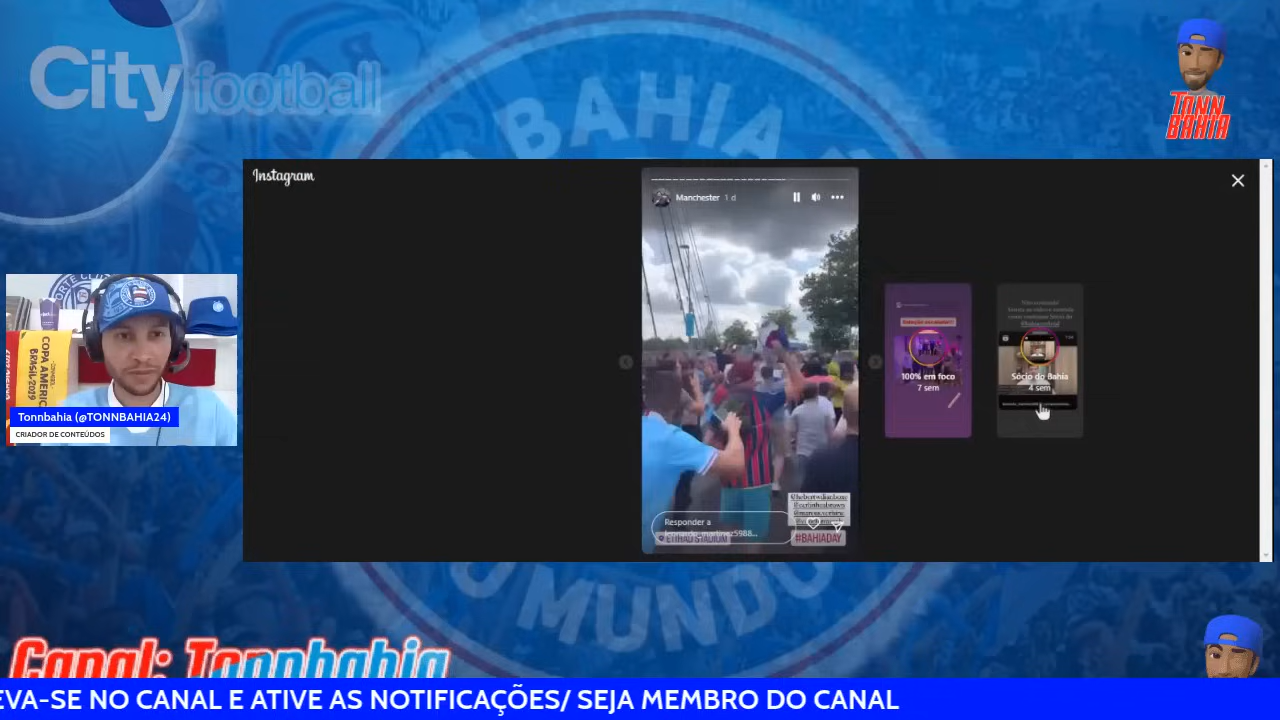 City football
BAHIA
TONN
BAHIA
Instagram
Manchester 1 d
100% em foco
7 sem
Sócio do Bahia
4 sem
COPA AMERICA
BRASIL 2019
Tonnbahia (@TONNBAHIA24)
CRIADOR DE CONTEÚDOS
Responder a
ETIHAD STADIUM
#BAHIADAY
O MUNDO
Canal: Tonnbahia
EVA-SE NO CANAL E ATIVE AS NOTIFICAÇÕES/ SEJA MEMBRO DO CANAL